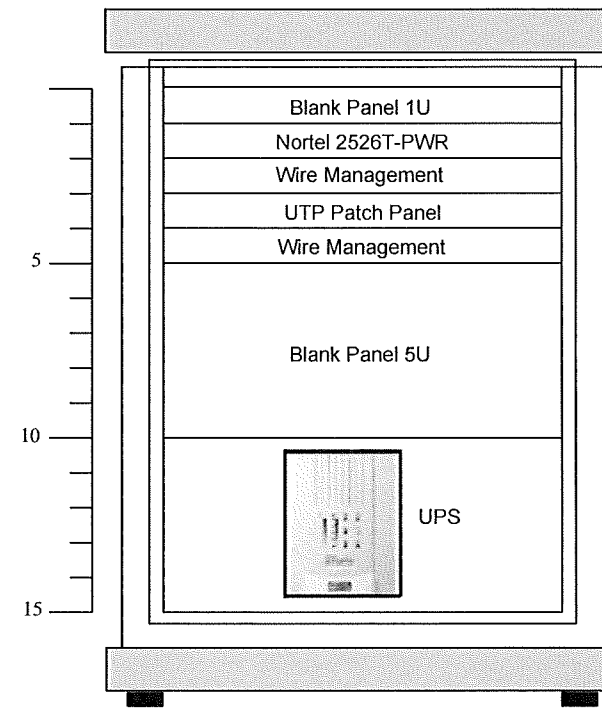 Blank Panel 1U
Nortel 2526T-PWR
Wire Management
UTP Patch Panel
Wire Management
5
Blank Panel 5U
10
UPS
15